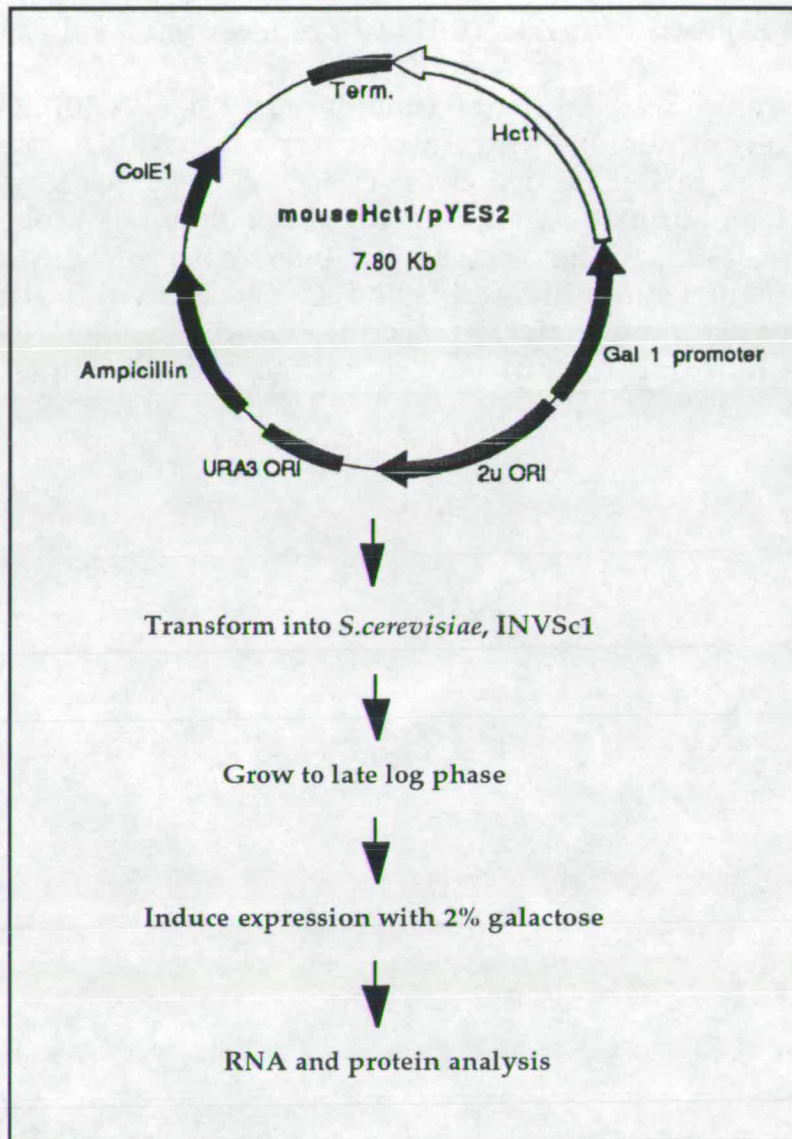 Term.
Hct1
ColE1
mouseHct1/pYES2
7.80 Kb
Gal 1 promoter
Ampicillin
URA3 ORI
2u ORI
Transform into S.cerevisiae, INVSc1
Grow to late log phase
Induce expression with 2% galactose
RNA and protein analysis